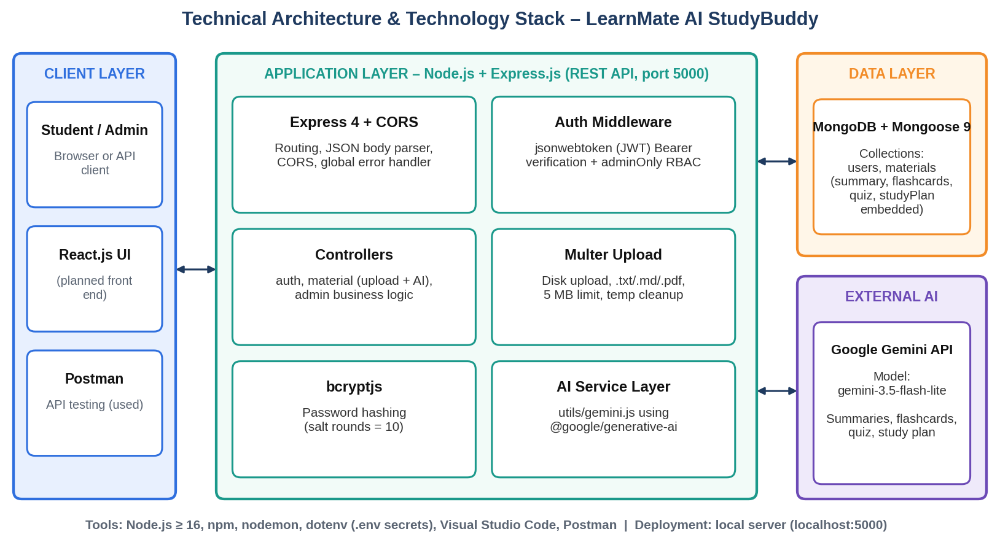 Technical Architecture & Technology Stack – LearnMate AI StudyBuddy
CLIENT LAYER
Student / Admin
Browser or API
client
React.js UI
(planned front
end)
Postman
API testing (used)
APPLICATION LAYER – Node.js + Express.js (REST API, port 5000)
Express 4 + CORS
Routing, JSON body parser,
CORS, global error handler
Auth Middleware
jsonwebtoken (JWT) Bearer
verification + adminOnly RBAC
Controllers
auth, material (upload + AI),
admin business logic
Multer Upload
Disk upload, .txt/.md/.pdf,
5 MB limit, temp cleanup
bcryptjs
Password hashing
(salt rounds = 10)
AI Service Layer
utils/gemini.js using
@google/generative-ai
DATA LAYER
MongoDB + Mongoose 9
Collections:
users, materials
(summary, flashcards,
quiz, studyPlan
embedded)
EXTERNAL AI
Google Gemini API
Model:
gemini-3.5-flash-lite
Summaries, flashcards,
quiz, study plan
Tools: Node.js ≥ 16, npm, nodemon, dotenv (.env secrets), Visual Studio Code, Postman | Deployment: local server (localhost:5000)